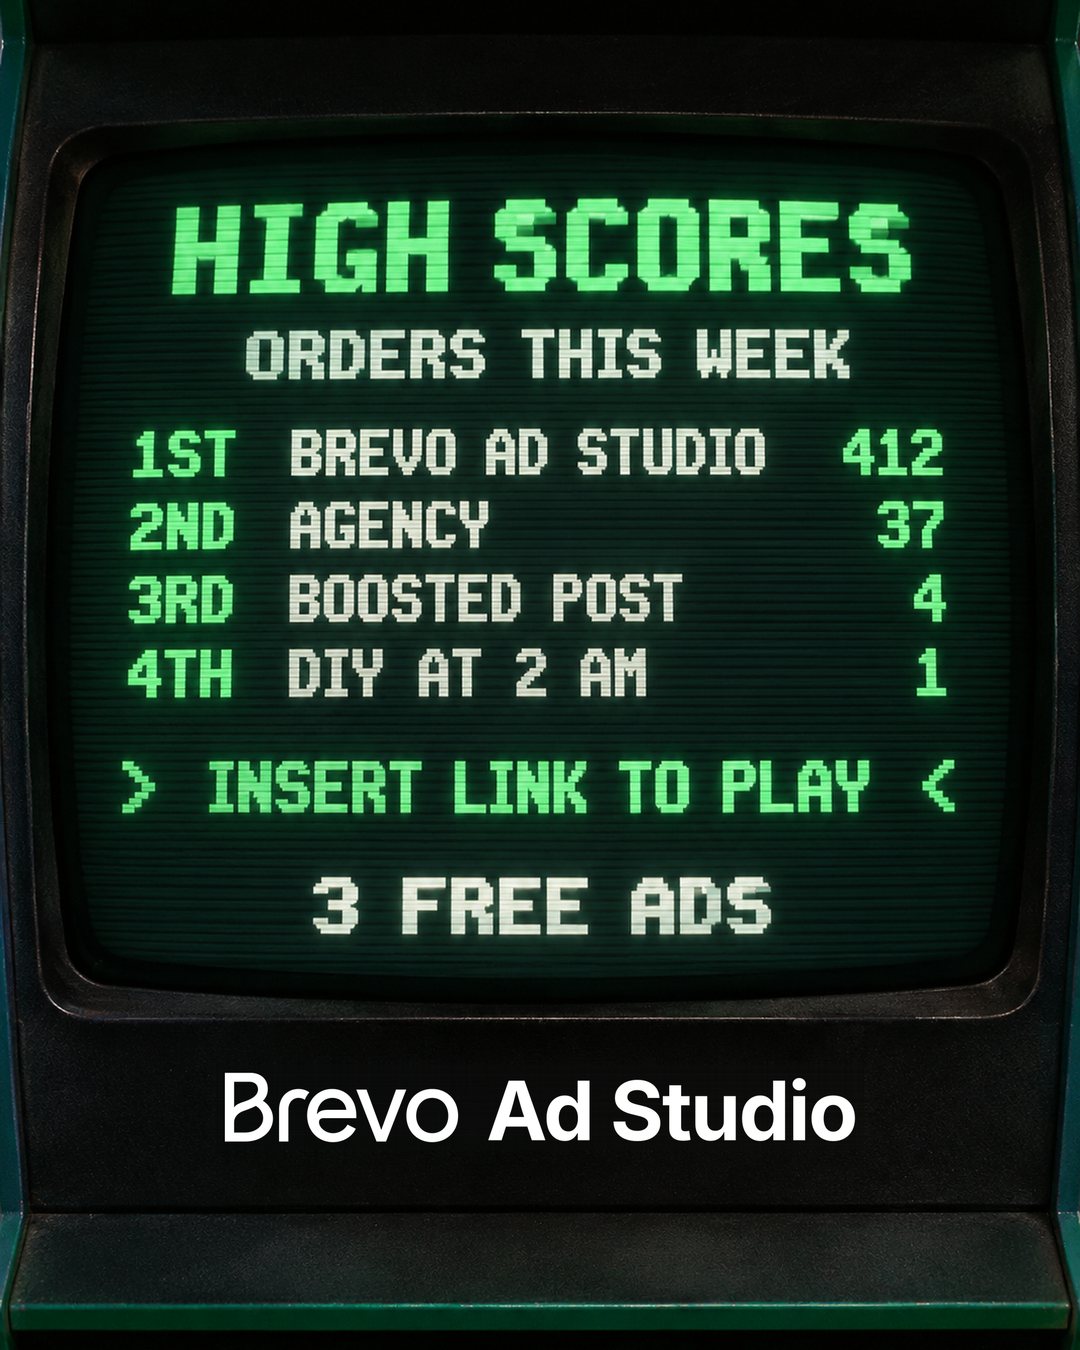 HIGH SCORES
ORDERS THIS WEEK
1ST BREVO AD STUDIO 412
2ND AGENCY 37
3RD BOOSTED POST 4
4TH DIY AT 2 AM 1
> INSERT LINK TO PLAY <
3 FREE ADS
Brevo Ad Studio